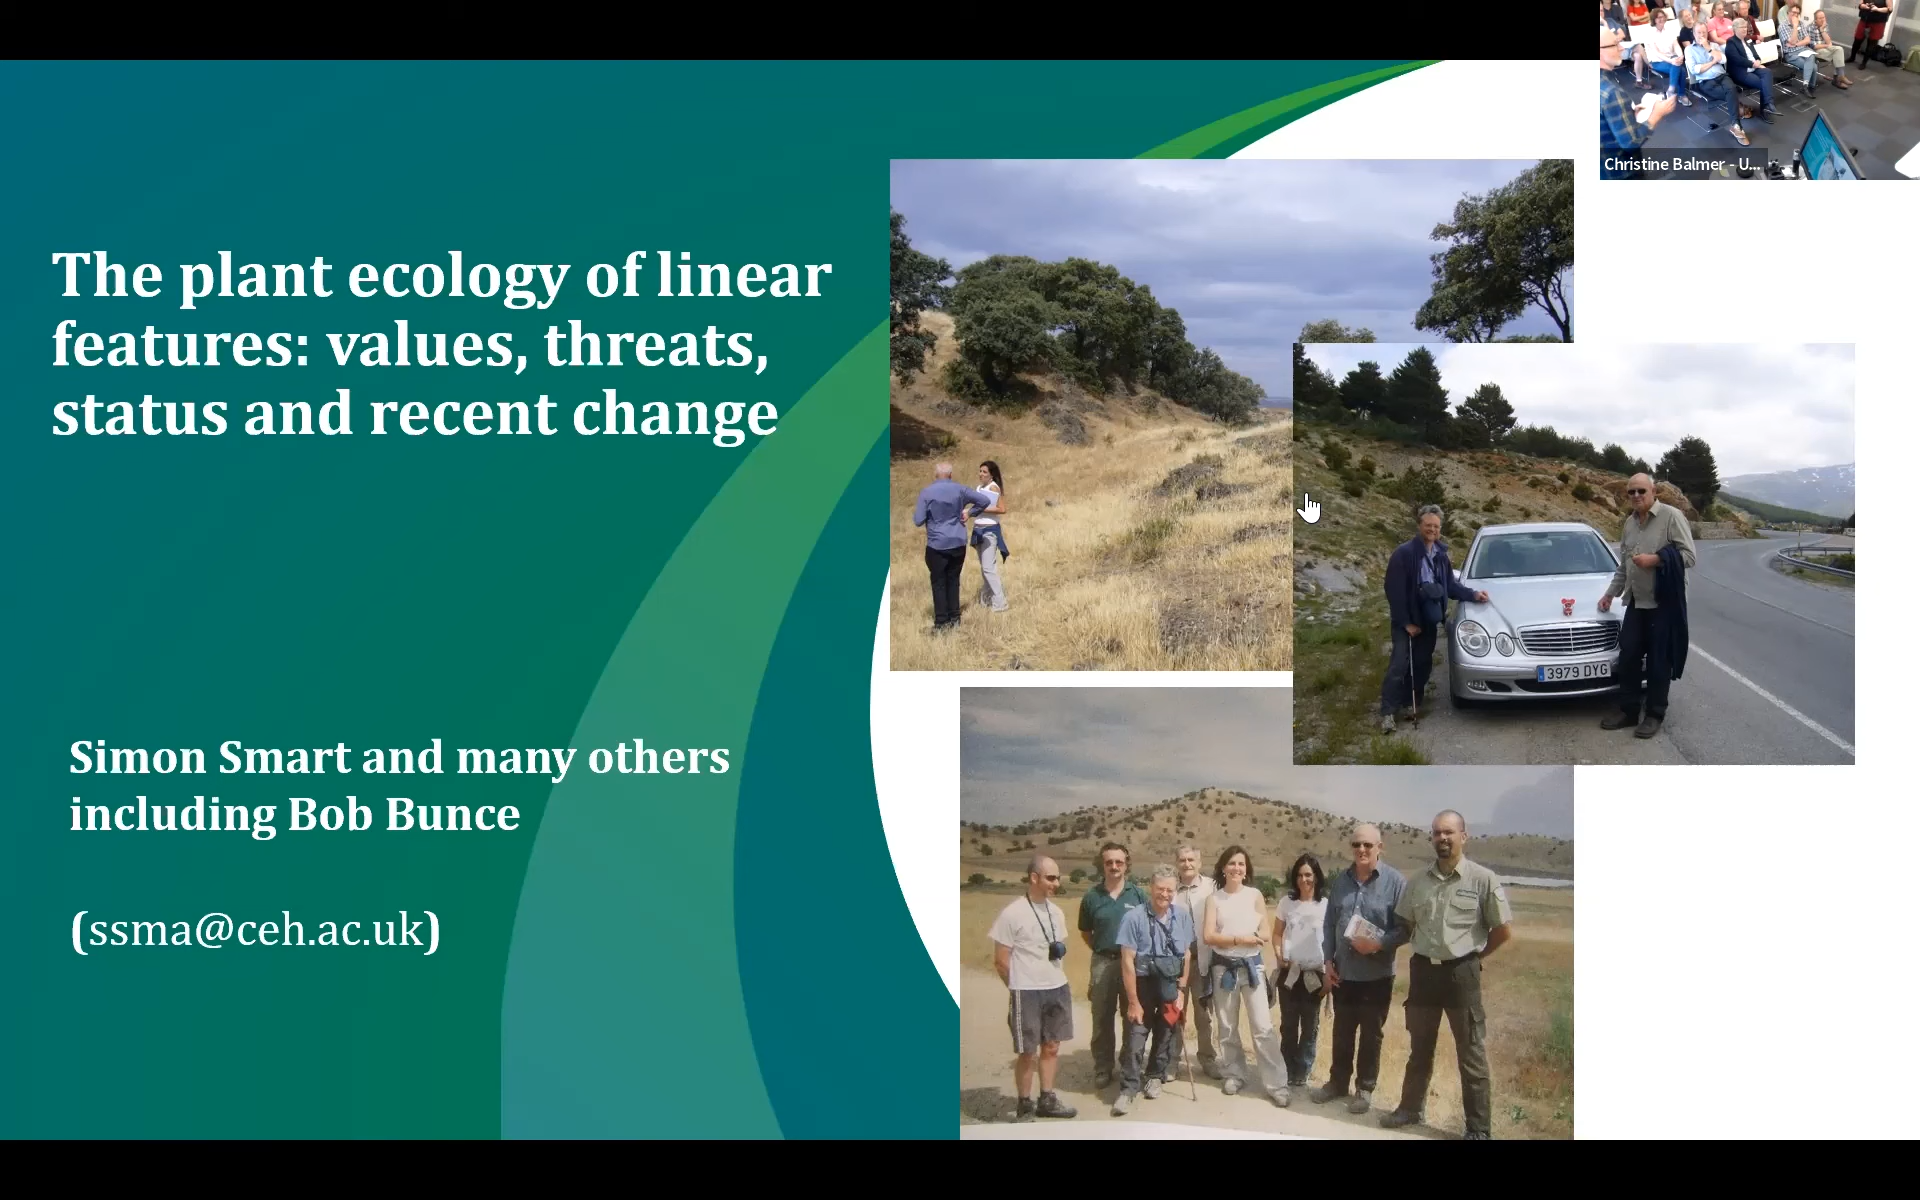 Christine Balmer - U...
The plant ecology of linear
features: values, threats,
status and recent change
3979 DYG
Simon Smart and many others
including Bob Bunce
(ssma@ceh.ac.uk)